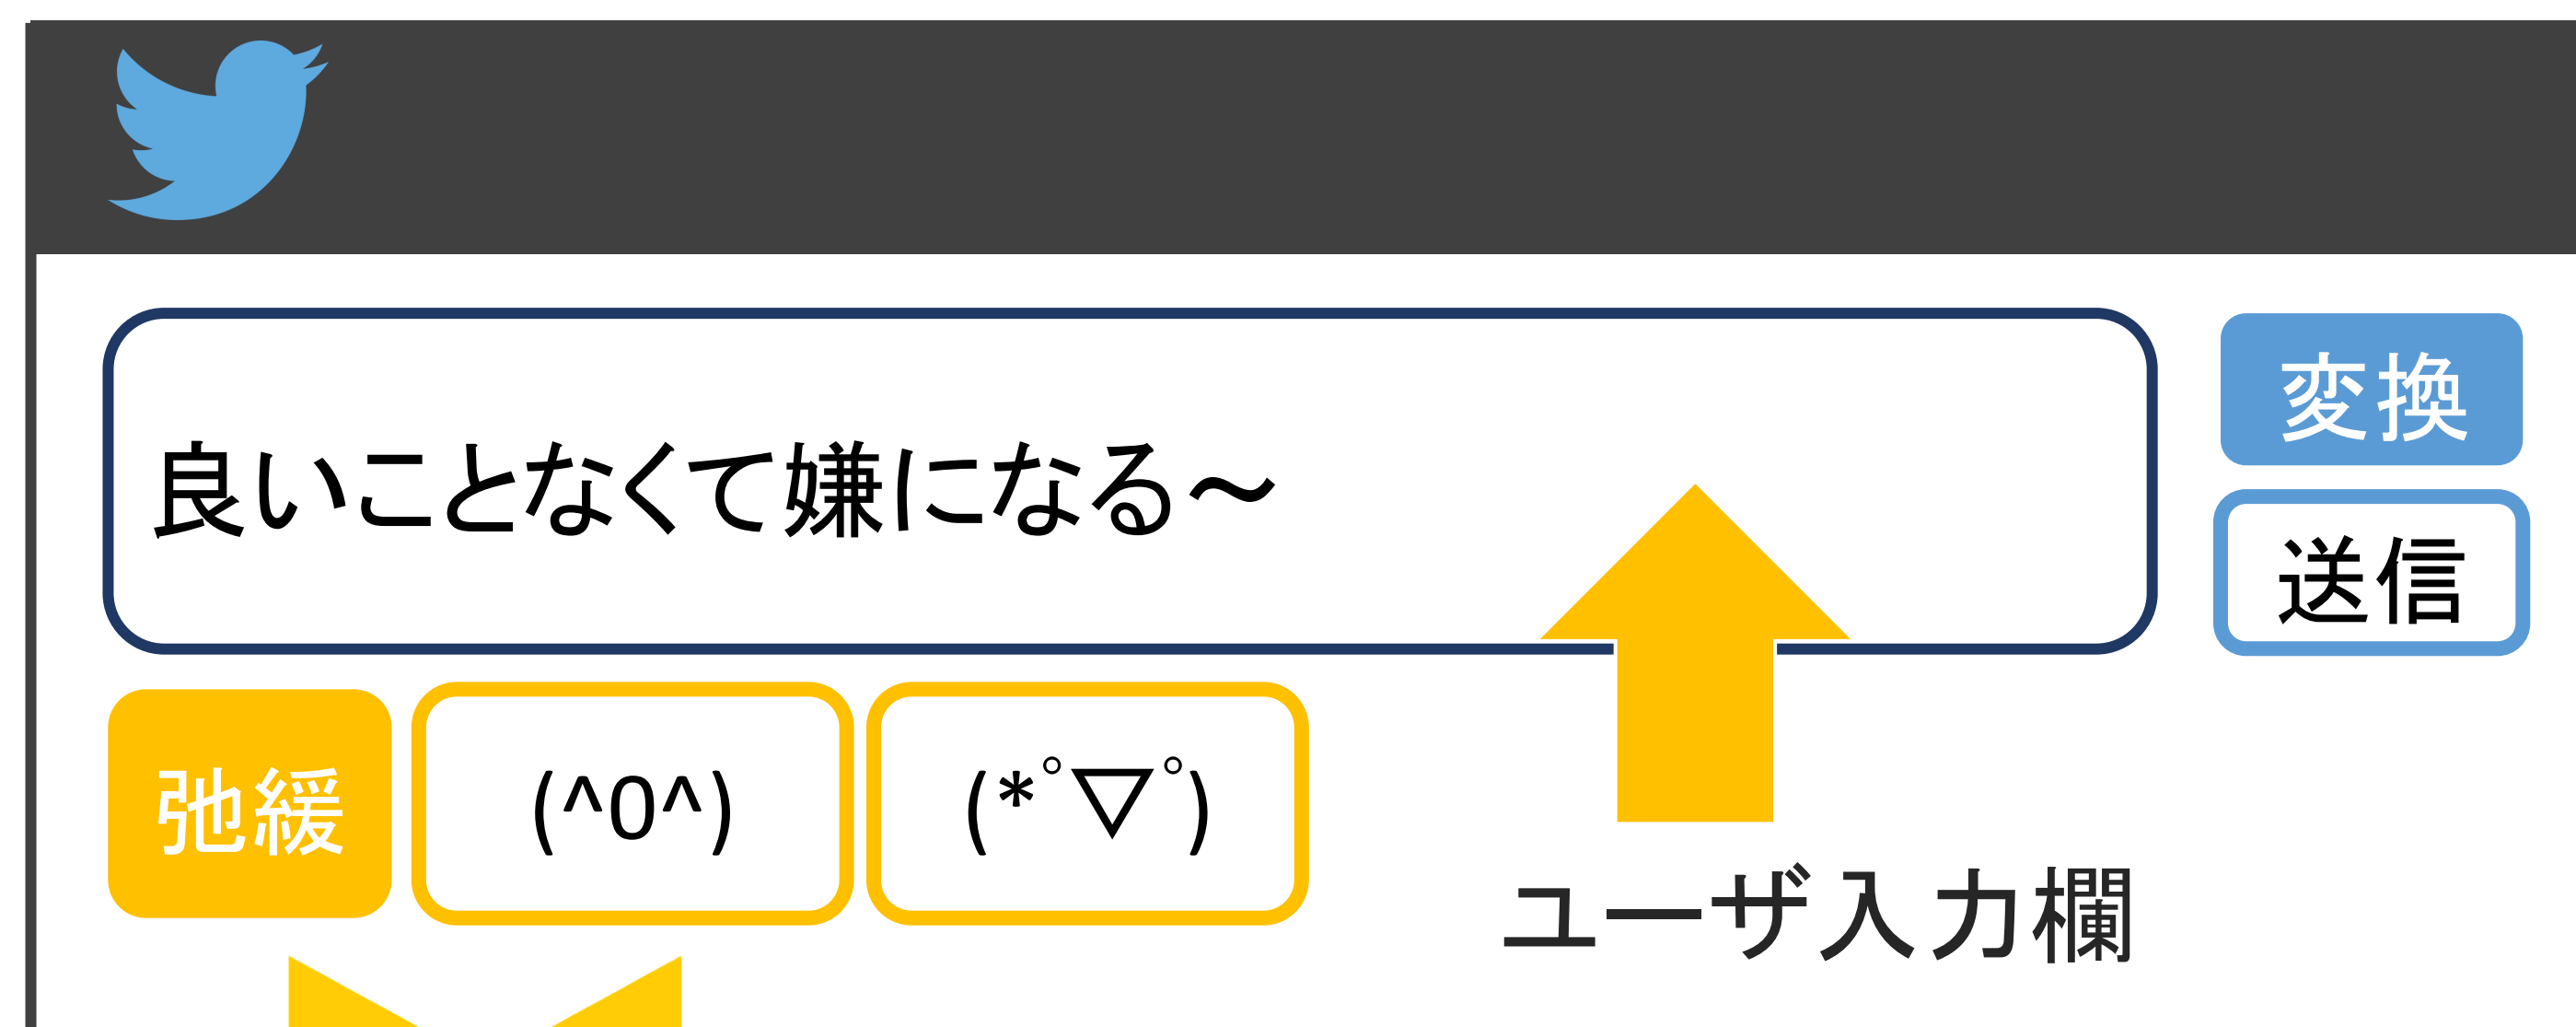 良いことなくて嫌になる～
変換
送信
弛緩
(^0^)
(*ﾟ▽ﾟ)
ユーザ入力欄